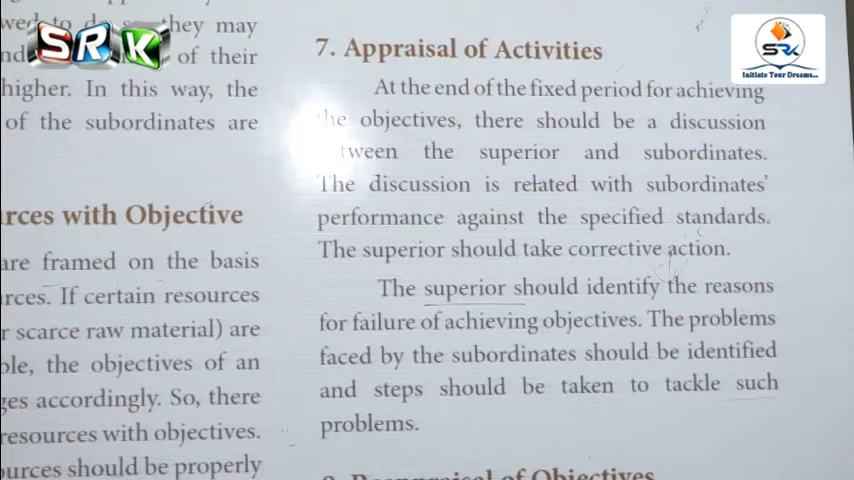 they may
SRK
of their
higher. In this way, the
of the subordinates are
urces with Objective
are framed on the basis
urces. If certain resources
r scarce raw material) are
ble, the objectives of an
ges accordingly. So, there
resources with objectives.
ources should be properly
7. Appraisal of Activities
At the end of the fixed period for achieving
the objectives, there should be a discussion
tween the superior and subordinates.
The discussion is related with subordinates'
performance against the specified standards.
The superior should take corrective action.
The superior should identify the reasons
for failure of achieving objectives. The problems
faced by the subordinates should be identified
and steps should be taken to tackle such
problems.
Reappraisal of Objectives
SRK
Initiate Your Dreams...